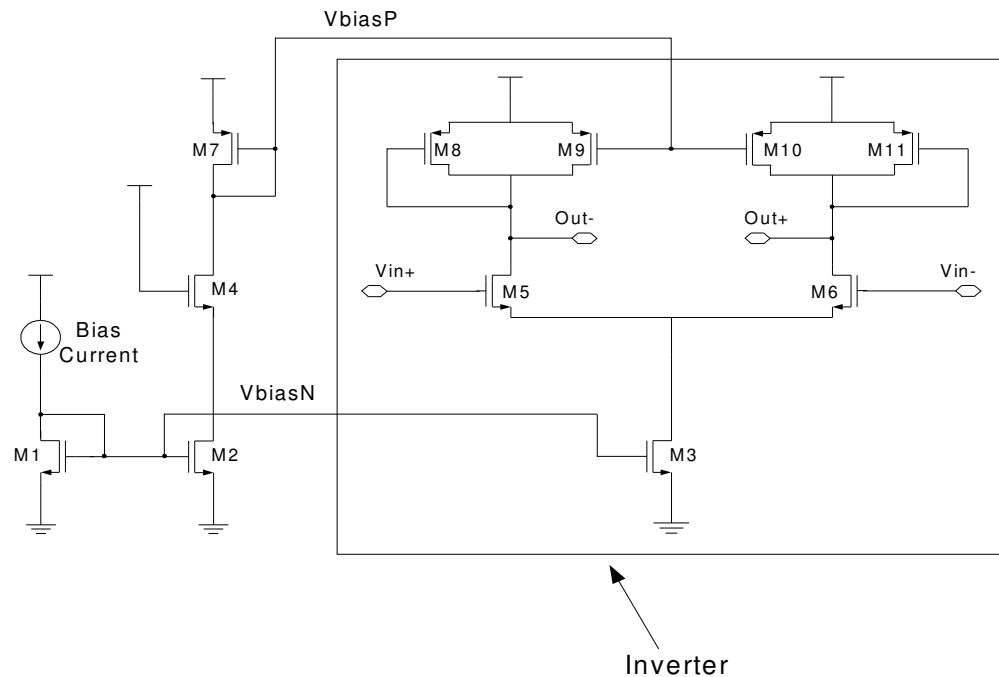 VbiasP
M7
M8
M9
M10
M11
Out-
Out+
Vin+
Vin-
M4
M5
M6
Bias
Current
VbiasN
M1
M2
M3
Inverter